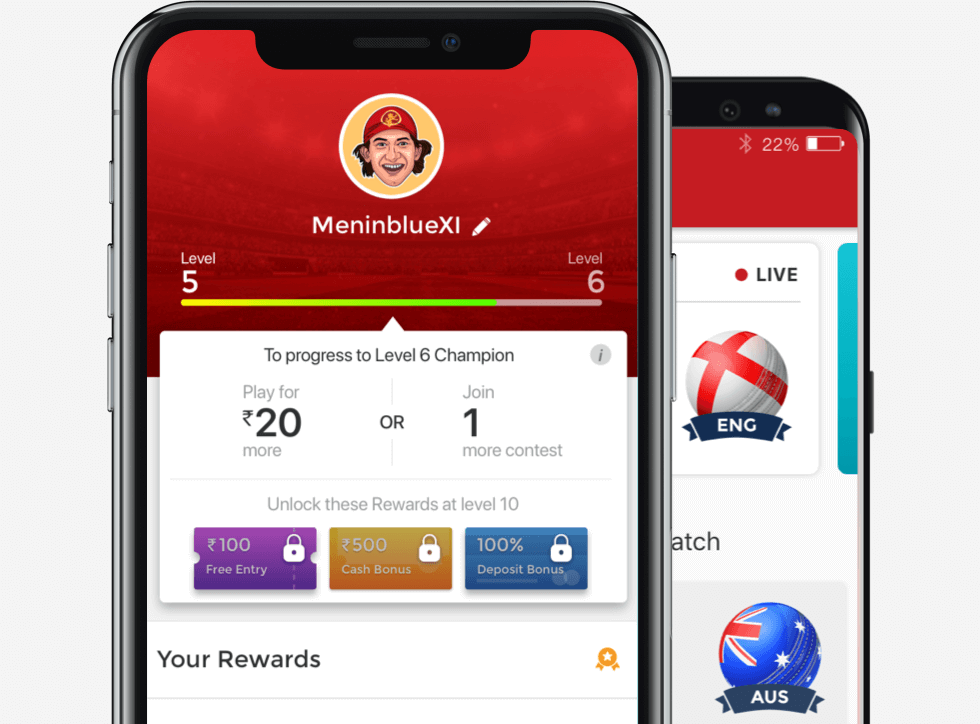 MeninblueXI
Level
5
Level
6
To progress to Level 6 Champion
i
Play for
₹20
more
OR
Join
1
more contest
Unlock these Rewards at level 10
₹100
Free Entry
₹500
Cash Bonus
100%
Deposit Bonus
Your Rewards
22%
LIVE
ENG
atch
AUS